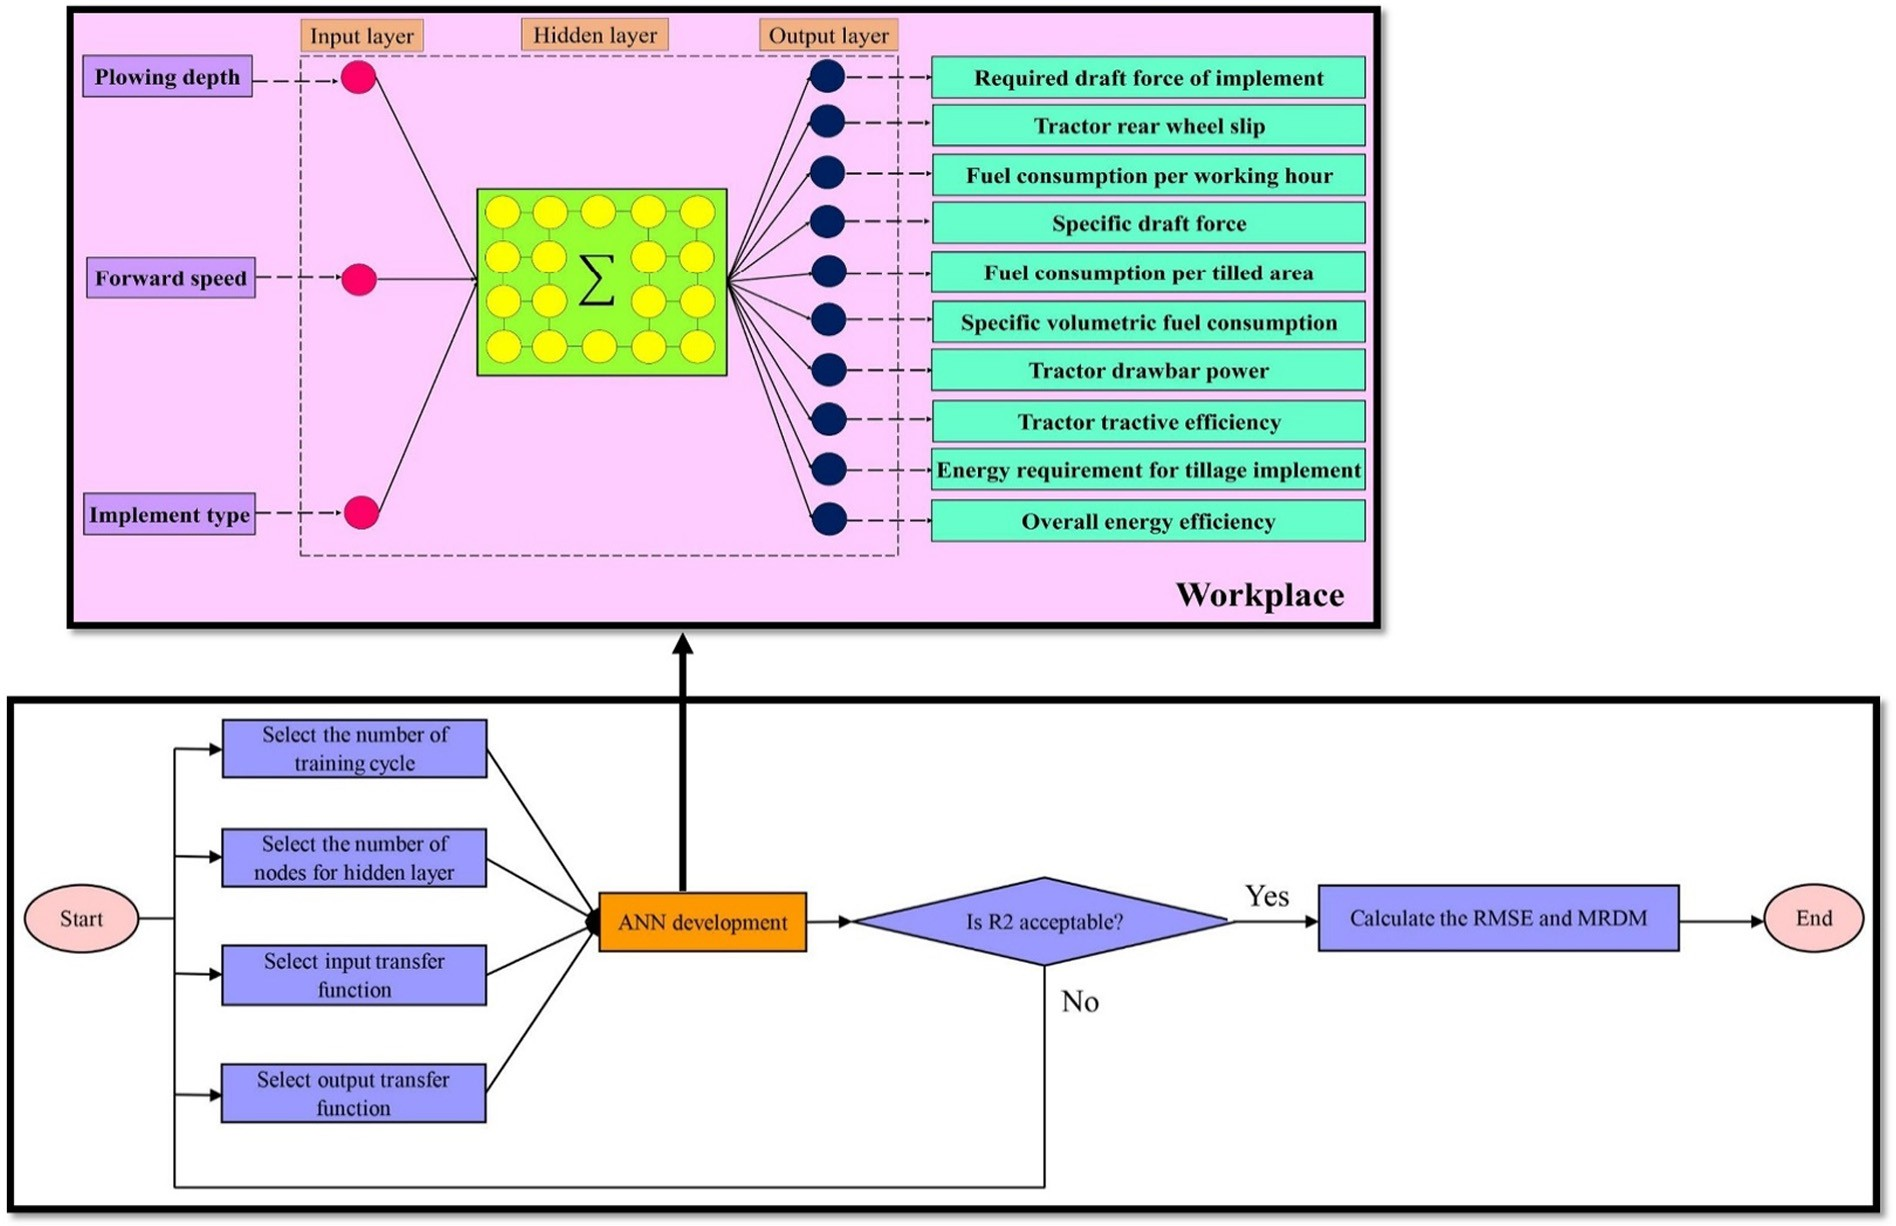 Input layer
Hidden layer
Output layer
Plowing depth
Forward speed
Implement type
∑
Required draft force of implement
Tractor rear wheel slip
Fuel consumption per working hour
Specific draft force
Fuel consumption per tilled area
Specific volumetric fuel consumption
Tractor drawbar power
Tractor tractive efficiency
Energy requirement for tillage implement
Overall energy efficiency
Workplace
Start
Select the number of
training cycle
Select the number of
nodes for hidden layer
Select input transfer
function
Select output transfer
function
ANN development
Is R2 acceptable?
Yes
No
Calculate the RMSE and MRDM
End